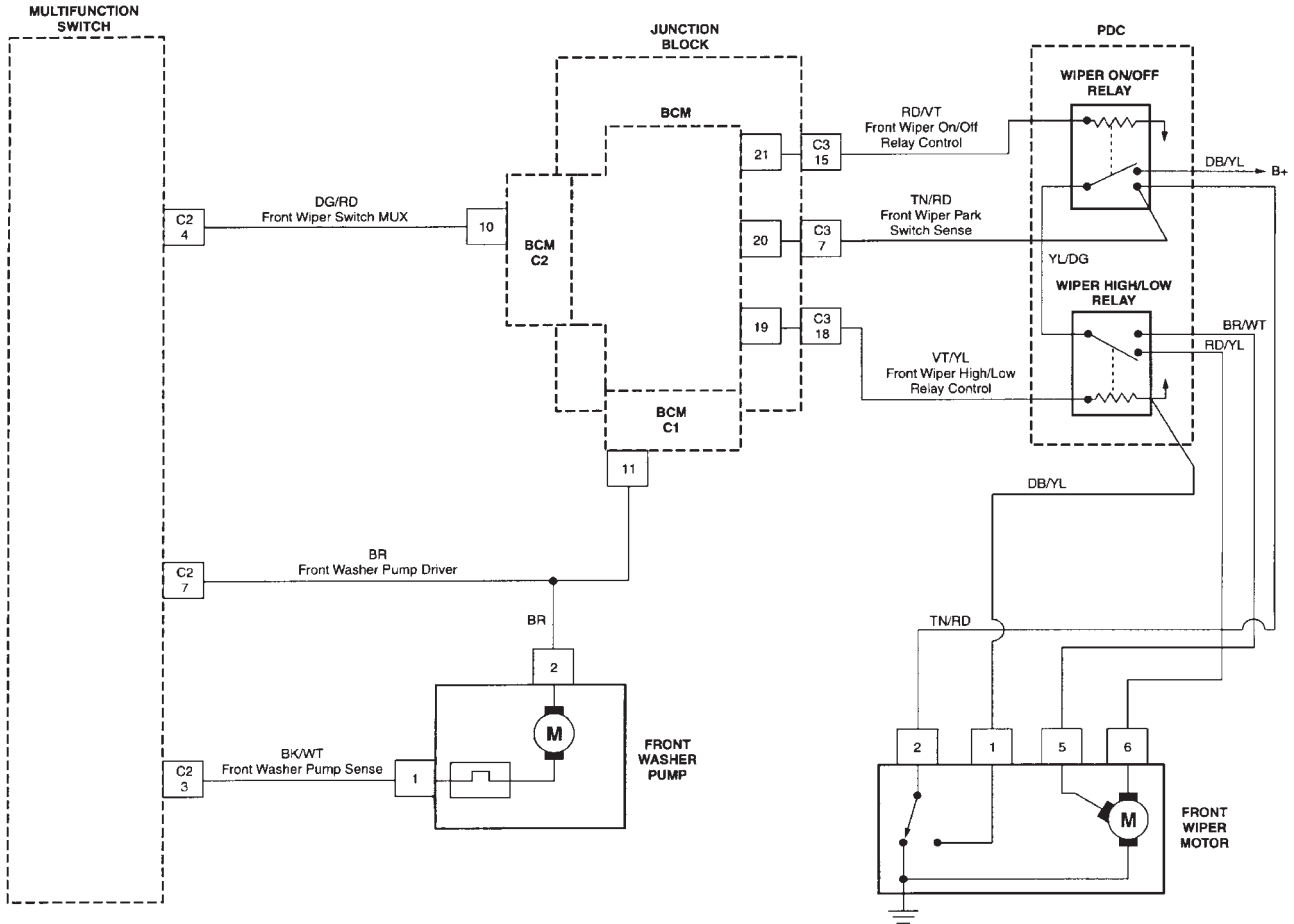 MULTIFUNCTION
SWITCH
JUNCTION
BLOCK
PDC
WIPER ON/OFF
RELAY
BCM
RD/VT
Front Wiper On/Off
Relay Control
21
C3
15
DB/YL
B+
DG/RD
Front Wiper Switch MUX
C2
4
10
BCM
C2
TN/RD
Front Wiper Park
Switch Sense
20
C3
7
YL/DG
WIPER HIGH/LOW
RELAY
19
C3
18
BR/WT
RD/YL
VT/YL
Front Wiper High/Low
Relay Control
BCM
C1
11
DB/YL
BR
Front Washer Pump Driver
C2
7
BR
TN/RD
2
M
BK/WT
Front Washer Pump Sense
C2
3
1
FRONT
WASHER
PUMP
2
1
5
6
M
FRONT
WIPER
MOTOR